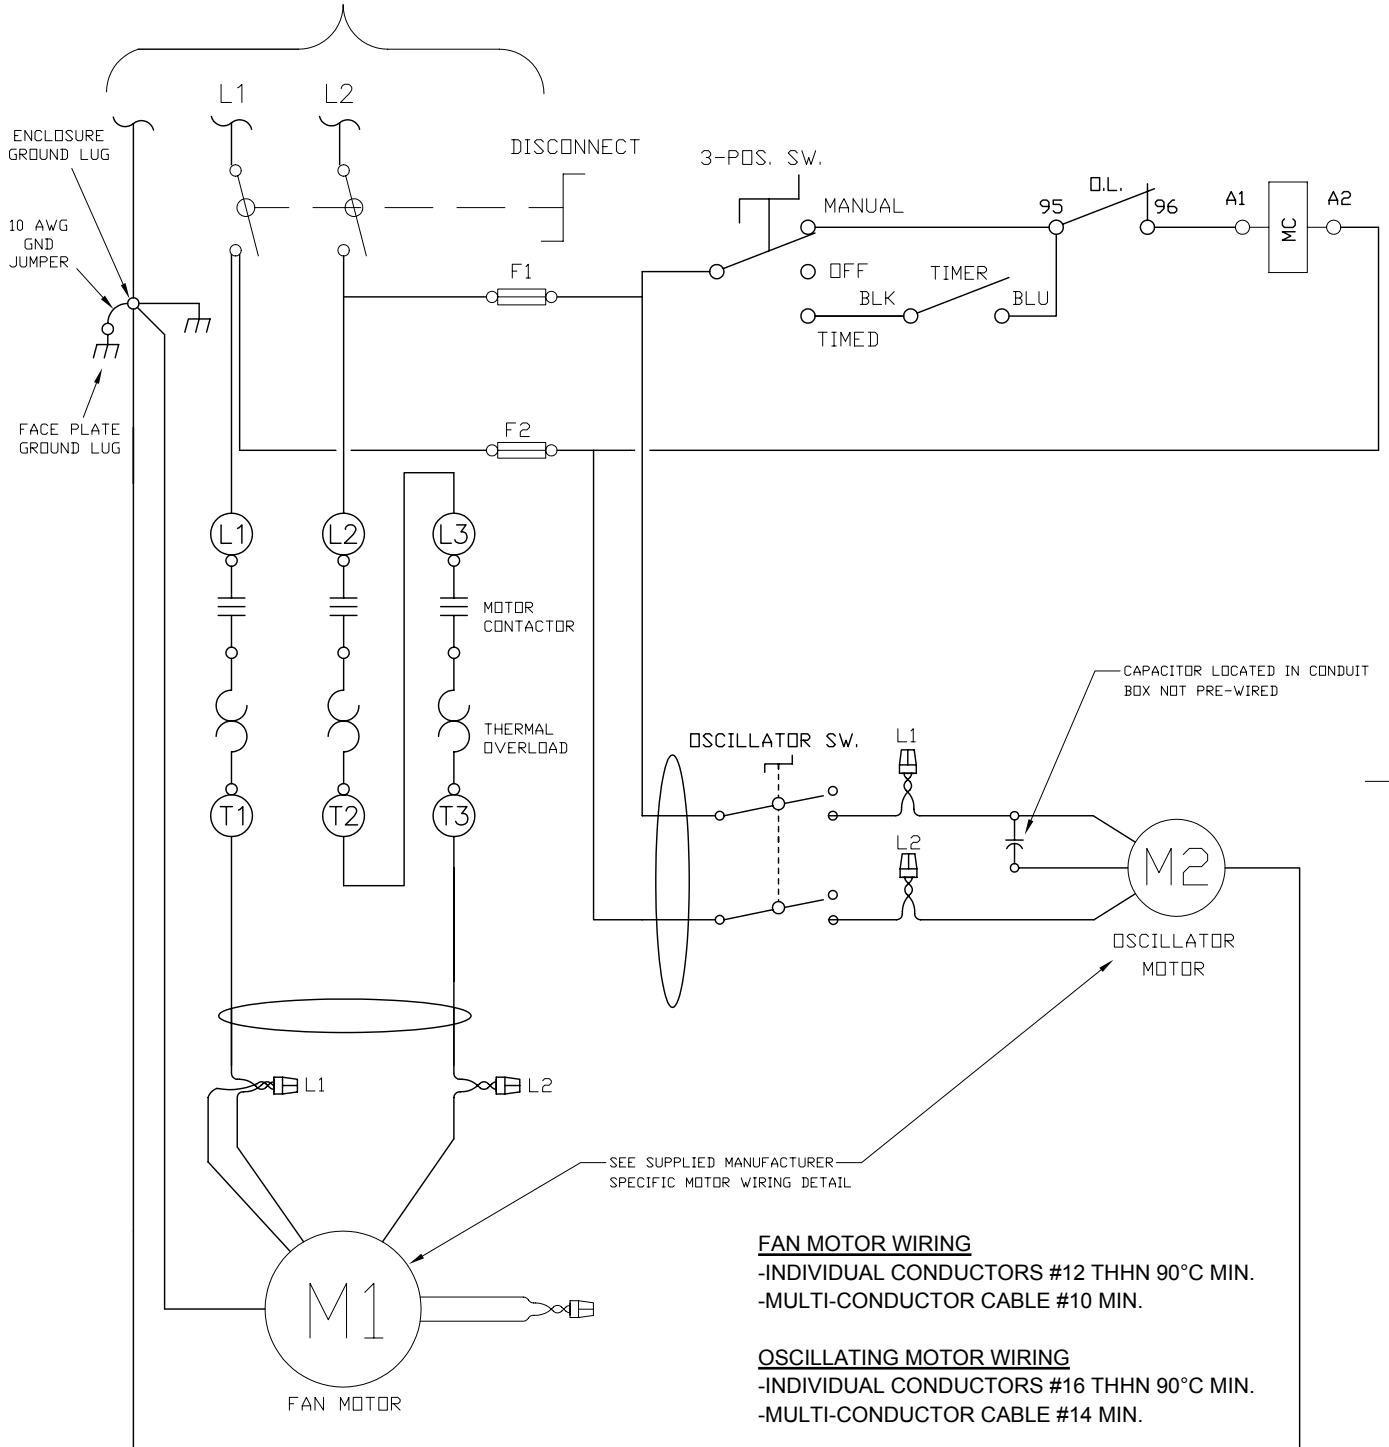 L1
L2
ENCLOSURE
GROUND LUG
DISCONNECT
3-POS. SW.
MANUAL
95
O.L.
96
A1
MC
A2
10 AWG
GND
JUMPER
F1
OFF
TIMER
BLK
BLU
TIMED
FACE PLATE
GROUND LUG
F2
L1
L2
L3
MOTOR
CONTACTOR
CAPACITOR LOCATED IN CONDUIT
BOX NOT PRE-WIRED
THERMAL
OVERLOAD
OSCILLATOR SW.
L1
T1
T2
T3
L2
M2
OSCILLATOR
MOTOR
L1
L2
SEE SUPPLIED MANUFACTURER
SPECIFIC MOTOR WIRING DETAIL
M1
FAN MOTOR
FAN MOTOR WIRING
-INDIVIDUAL CONDUCTORS #12 THHN 90°C MIN.
-MULTI-CONDUCTOR CABLE #10 MIN.
OSCILLATING MOTOR WIRING
-INDIVIDUAL CONDUCTORS #16 THHN 90°C MIN.
-MULTI-CONDUCTOR CABLE #14 MIN.